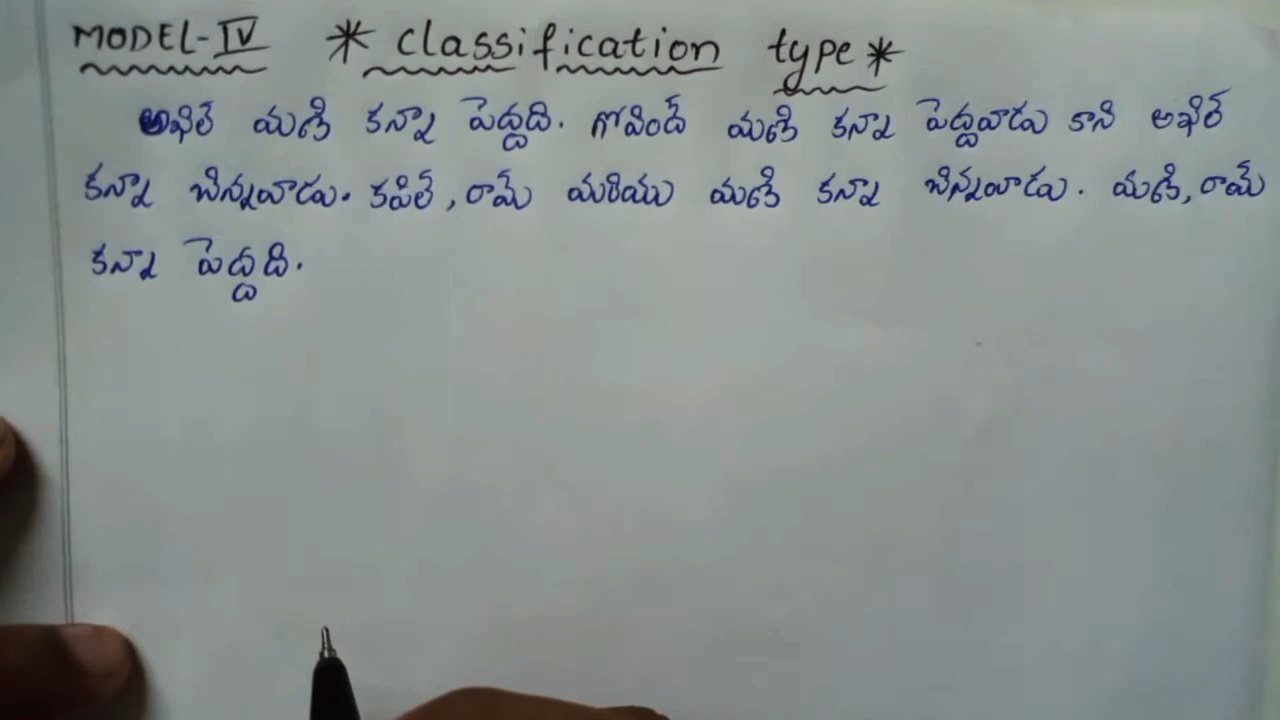 MODEL-IV * Classification type *
అఖిల్ మణి కన్నా పెద్దది. గోవింద్ మణి కన్నా పెద్దవాడు కాని అఖిల్
కన్నా చిన్నవాడు. కపిల్, రామ్ మరియు మణి కన్నా చిన్నవాడు. మణి, రామ్
కన్నా పెద్దది.